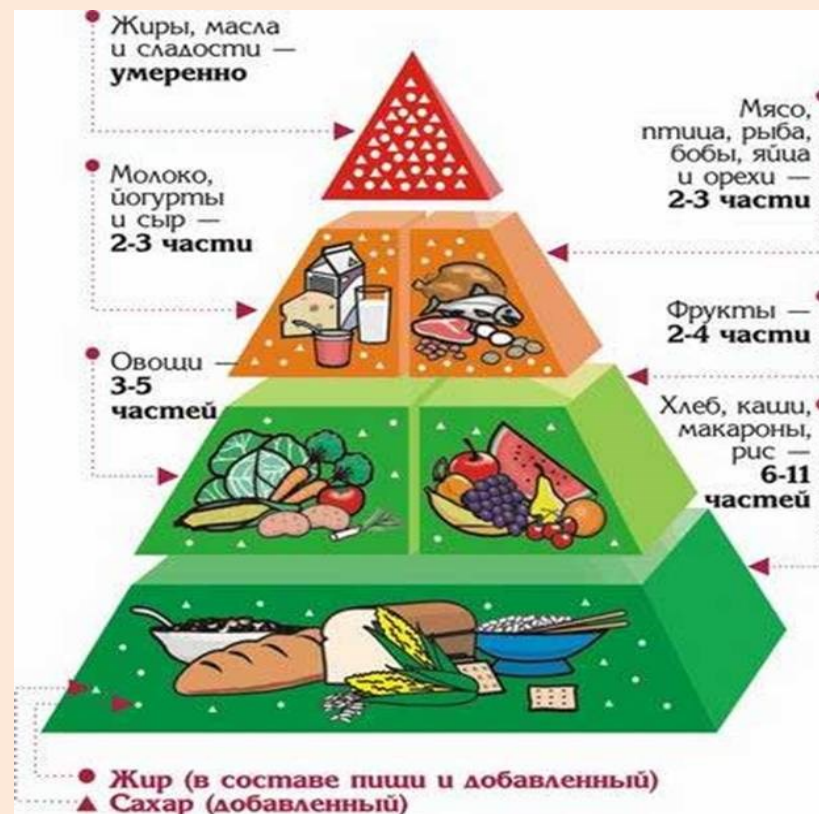 Жиры, масла
и сладости —
умеренно
Мясо,
птица, рыба,
бобы, яйца
и орехи —
2-3 части
Молоко,
йогурты
и сыр —
2-3 части
Фрукты —
2-4 части
Овощи —
3-5
частей
Хлеб, каши,
макароны,
рис —
6-11
частей
Жир (в составе пищи и добавленный)
Сахар (добавленный)